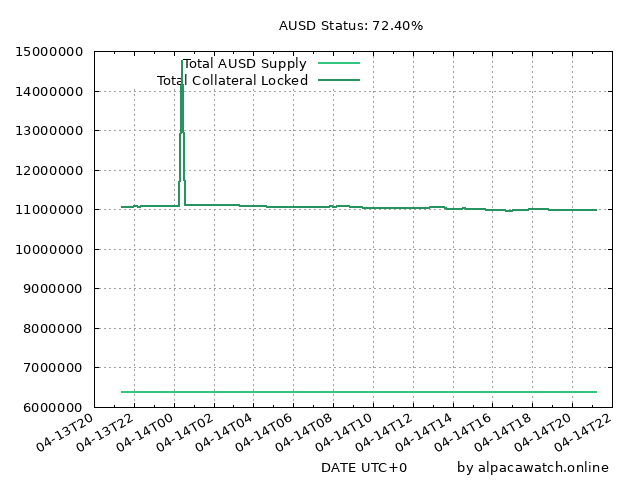 AUSD Status: 72.40%
15000000
14000000
13000000
12000000
11000000
10000000
9000000
8000000
7000000
6000000
Total AUSD Supply
Total Collateral Locked
04-13T20
04-13T22
04-14T00
04-14T02
04-14T04
04-14T06
04-14T08
04-14T10
04-14T12
04-14T14
04-14T16
04-14T18
04-14T20
04-14T22
DATE UTC+0
by alpacawatch.online